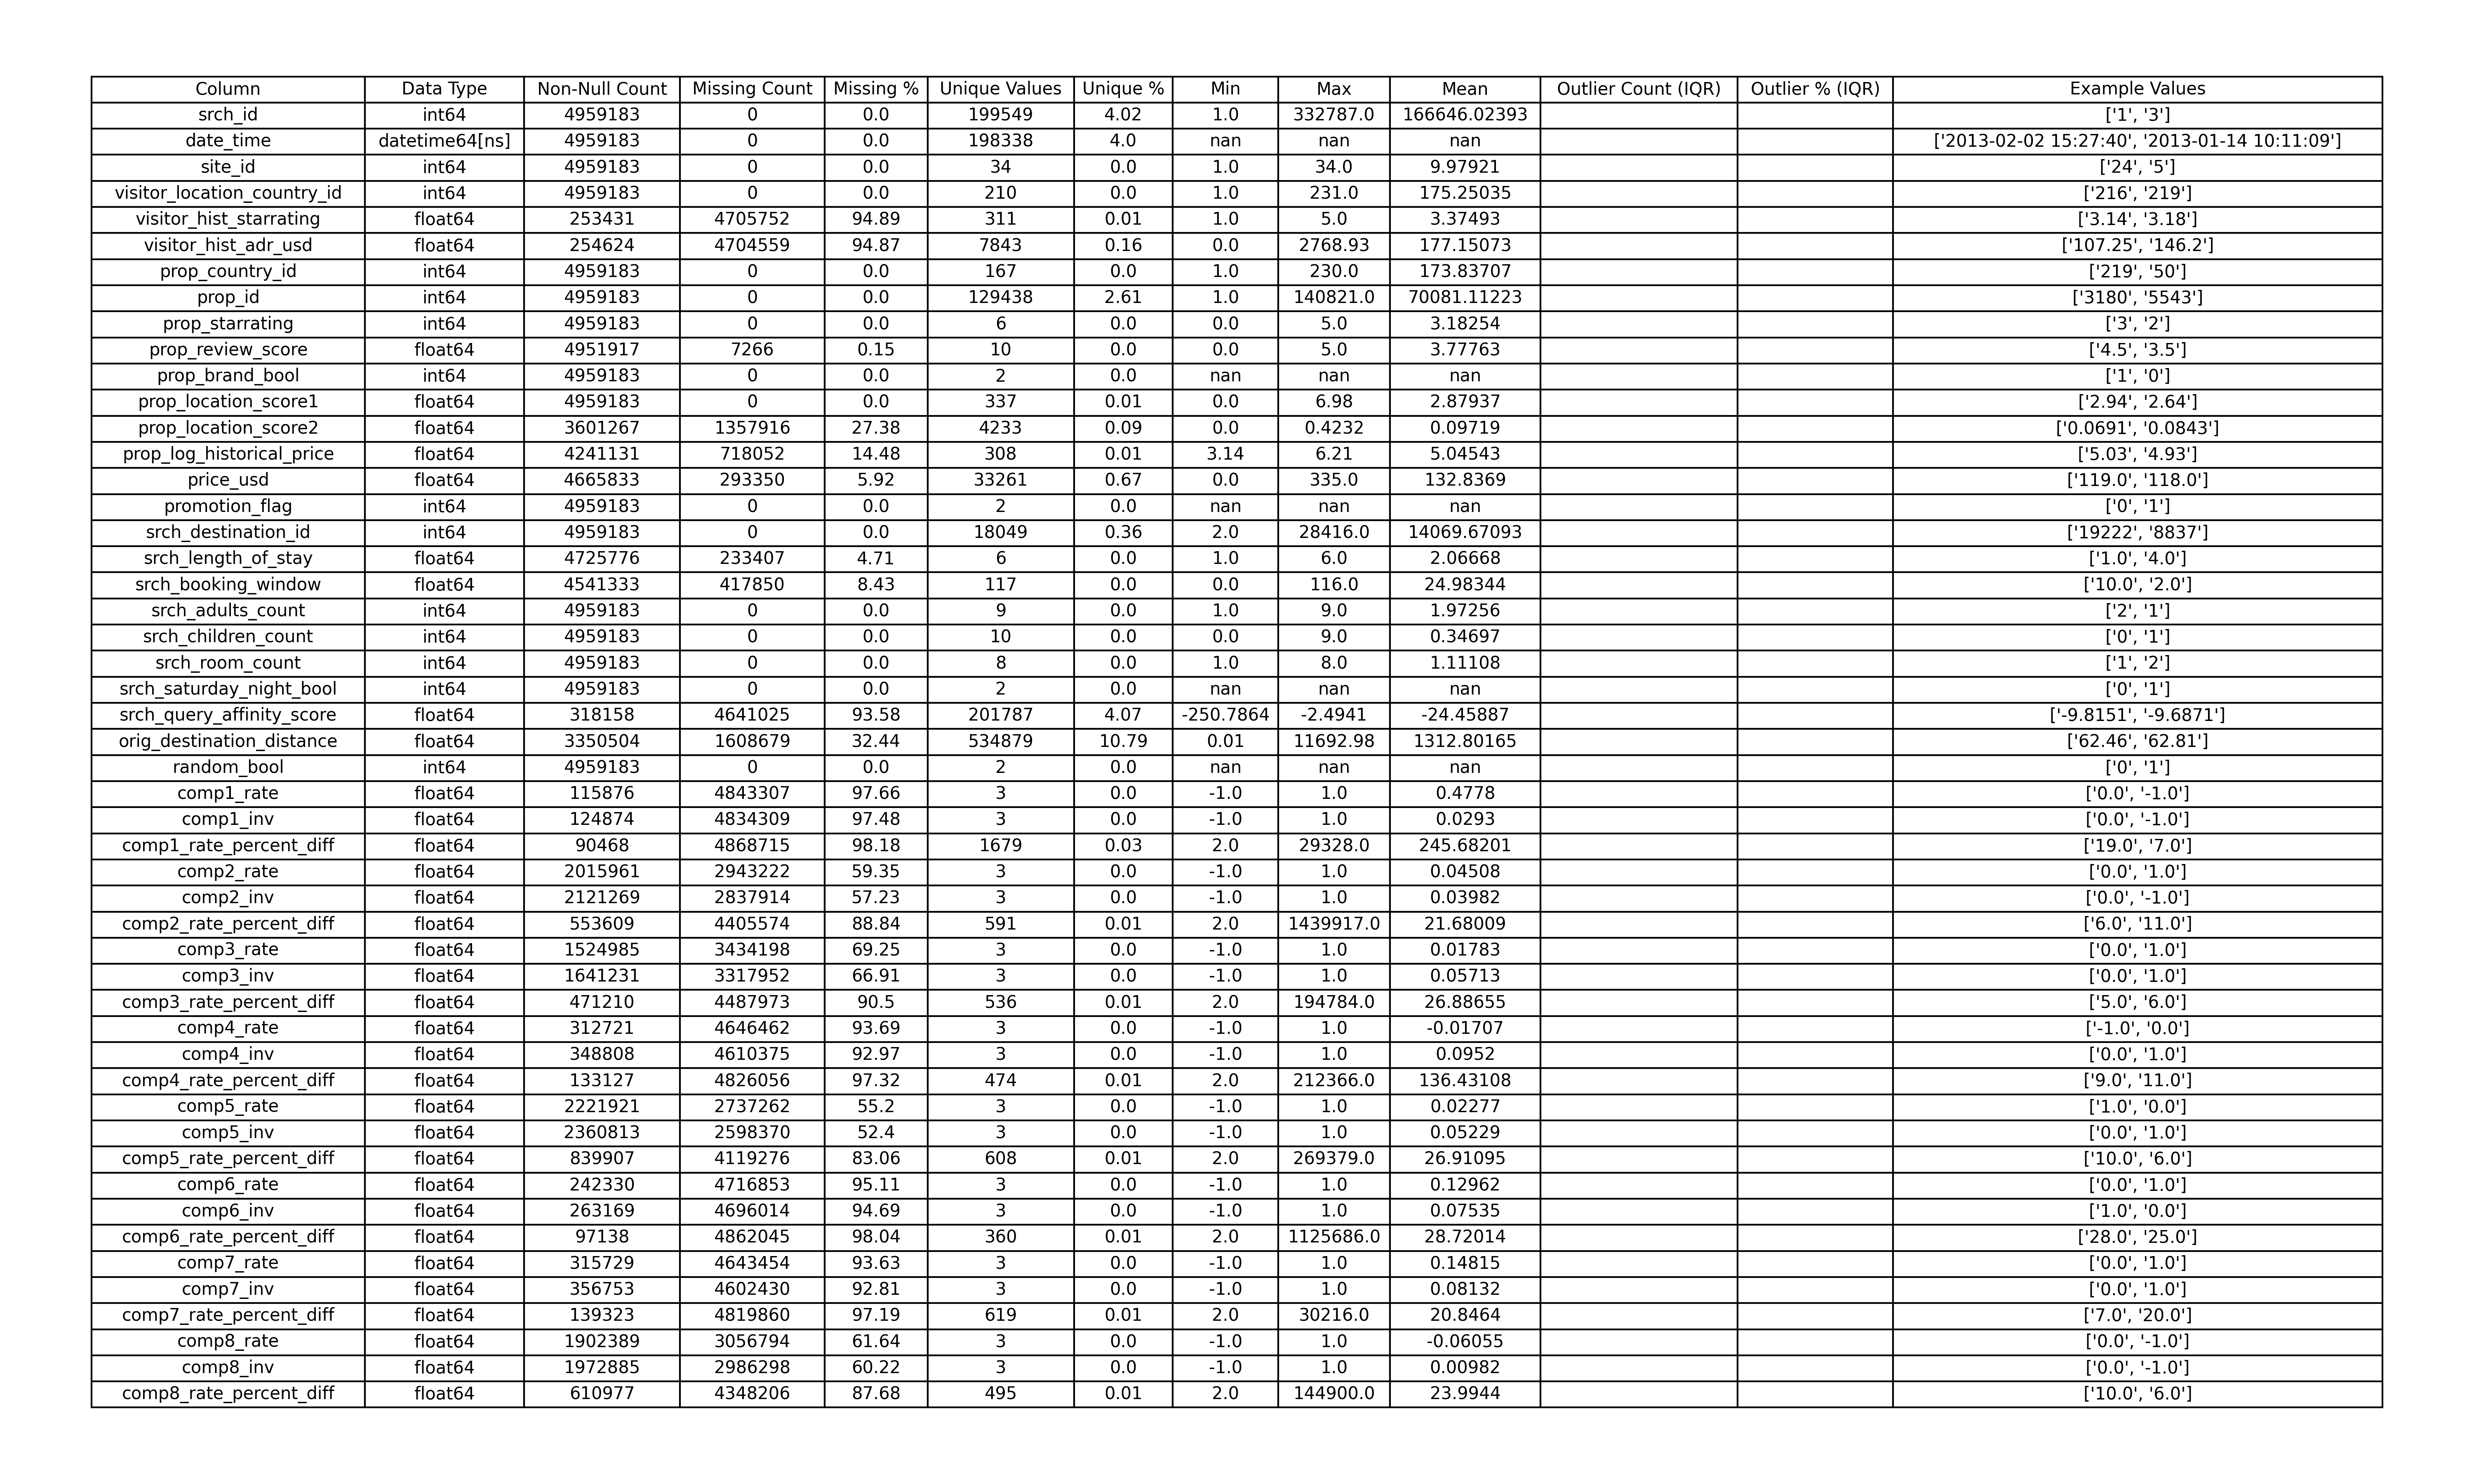 Column Data Type Non-Null Count Missing Count Missing % Unique Values Unique % Min Max Mean Outlier Count (IQR) Outlier % (IQR) Example Values
srch_id int64 4959183 0 0.0 199549 4.02 1.0 332787.0 166646.02393 ['1', '3']
date_time datetime64[ns] 4959183 0 0.0 198338 4.0 nan nan nan ['2013-02-02 15:27:40', '2013-01-14 10:11:09']
site_id int64 4959183 0 0.0 34 0.0 1.0 34.0 9.97921 ['24', '5']
visitor_location_country_id int64 4959183 0 0.0 210 0.0 1.0 231.0 175.25035 ['216', '219']
visitor_hist_starrating float64 253431 4705752 94.89 311 0.01 1.0 5.0 3.37493 ['3.14', '3.18']
visitor_hist_adr_usd float64 254624 4704559 94.87 7843 0.16 0.0 2768.93 177.15073 ['107.25', '146.2']
prop_country_id int64 4959183 0 0.0 167 0.0 1.0 230.0 173.83707 ['219', '50']
prop_id int64 4959183 0 0.0 129438 2.61 1.0 140821.0 70081.11223 ['3180', '5543']
prop_starrating int64 4959183 0 0.0 6 0.0 0.0 5.0 3.18254 ['3', '2']
prop_review_score float64 4951917 7266 0.15 10 0.0 0.0 5.0 3.77763 ['4.5', '3.5']
prop_brand_bool int64 4959183 0 0.0 2 0.0 nan nan nan ['1', '0']
prop_location_score1 float64 4959183 0 0.0 337 0.01 0.0 6.98 2.87937 ['2.94', '2.64']
prop_location_score2 float64 3601267 1357916 27.38 4233 0.09 0.0 0.4232 0.09719 ['0.0691', '0.0843']
prop_log_historical_price float64 4241131 718052 14.48 308 0.01 3.14 6.21 5.04543 ['5.03', '4.93']
price_usd float64 4665833 293350 5.92 33261 0.67 0.0 335.0 132.8369 ['119.0', '118.0']
promotion_flag int64 4959183 0 0.0 2 0.0 nan nan nan ['0', '1']
srch_destination_id int64 4959183 0 0.0 18049 0.36 2.0 28416.0 14069.67093 ['19222', '8837']
srch_length_of_stay float64 4725776 233407 4.71 6 0.0 1.0 6.0 2.06668 ['1.0', '4.0']
srch_booking_window float64 4541333 417850 8.43 117 0.0 0.0 116.0 24.98344 ['10.0', '2.0']
srch_adults_count int64 4959183 0 0.0 9 0.0 1.0 9.0 1.97256 ['2', '1']
srch_children_count int64 4959183 0 0.0 10 0.0 0.0 9.0 0.34697 ['0', '1']
srch_room_count int64 4959183 0 0.0 8 0.0 1.0 8.0 1.11108 ['1', '2']
srch_saturday_night_bool int64 4959183 0 0.0 2 0.0 nan nan nan ['0', '1']
srch_query_affinity_score float64 318158 4641025 93.58 201787 4.07 -250.7864 -2.4941 -24.45887 ['-9.8151', '-9.6871']
orig_destination_distance float64 3350504 1608679 32.44 534879 10.79 0.01 11692.98 1312.80165 ['62.46', '62.81']
random_bool int64 4959183 0 0.0 2 0.0 nan nan nan ['0', '1']
comp1_rate float64 115876 4843307 97.66 3 0.0 -1.0 1.0 0.4778 ['0.0', '-1.0']
comp1_inv float64 124874 4834309 97.48 3 0.0 -1.0 1.0 0.0293 ['0.0', '-1.0']
comp1_rate_percent_diff float64 90468 4868715 98.18 1679 0.03 2.0 29328.0 245.68201 ['19.0', '7.0']
comp2_rate float64 2015961 2943222 59.35 3 0.0 -1.0 1.0 0.04508 ['0.0', '1.0']
comp2_inv float64 2121269 2837914 57.23 3 0.0 -1.0 1.0 0.03982 ['0.0', '-1.0']
comp2_rate_percent_diff float64 553609 4405574 88.84 591 0.01 2.0 1439917.0 21.68009 ['6.0', '11.0']
comp3_rate float64 1524985 3434198 69.25 3 0.0 -1.0 1.0 0.01783 ['0.0', '1.0']
comp3_inv float64 1641231 3317952 66.91 3 0.0 -1.0 1.0 0.05713 ['0.0', '1.0']
comp3_rate_percent_diff float64 471210 4487973 90.5 536 0.01 2.0 194784.0 26.88655 ['5.0', '6.0']
comp4_rate float64 312721 4646462 93.69 3 0.0 -1.0 1.0 -0.01707 ['-1.0', '0.0']
comp4_inv float64 348808 4610375 92.97 3 0.0 -1.0 1.0 0.0952 ['0.0', '1.0']
comp4_rate_percent_diff float64 133127 4826056 97.32 474 0.01 2.0 212366.0 136.43108 ['9.0', '11.0']
comp5_rate float64 2221921 2737262 55.2 3 0.0 -1.0 1.0 0.02277 ['1.0', '0.0']
comp5_inv float64 2360813 2598370 52.4 3 0.0 -1.0 1.0 0.05229 ['0.0', '1.0']
comp5_rate_percent_diff float64 839907 4119276 83.06 608 0.01 2.0 269379.0 26.91095 ['10.0', '6.0']
comp6_rate float64 242330 4716853 95.11 3 0.0 -1.0 1.0 0.12962 ['0.0', '1.0']
comp6_inv float64 263169 4696014 94.69 3 0.0 -1.0 1.0 0.07535 ['1.0', '0.0']
comp6_rate_percent_diff float64 97138 4862045 98.04 360 0.01 2.0 1125686.0 28.72014 ['28.0', '25.0']
comp7_rate float64 315729 4643454 93.63 3 0.0 -1.0 1.0 0.14815 ['0.0', '1.0']
comp7_inv float64 356753 4602430 92.81 3 0.0 -1.0 1.0 0.08132 ['0.0', '1.0']
comp7_rate_percent_diff float64 139323 4819860 97.19 619 0.01 2.0 30216.0 20.8464 ['7.0', '20.0']
comp8_rate float64 1902389 3056794 61.64 3 0.0 -1.0 1.0 -0.06055 ['0.0', '-1.0']
comp8_inv float64 1972885 2986298 60.22 3 0.0 -1.0 1.0 0.00982 ['0.0', '-1.0']
comp8_rate_percent_diff float64 610977 4348206 87.68 495 0.01 2.0 144900.0 23.9944 ['10.0', '6.0']